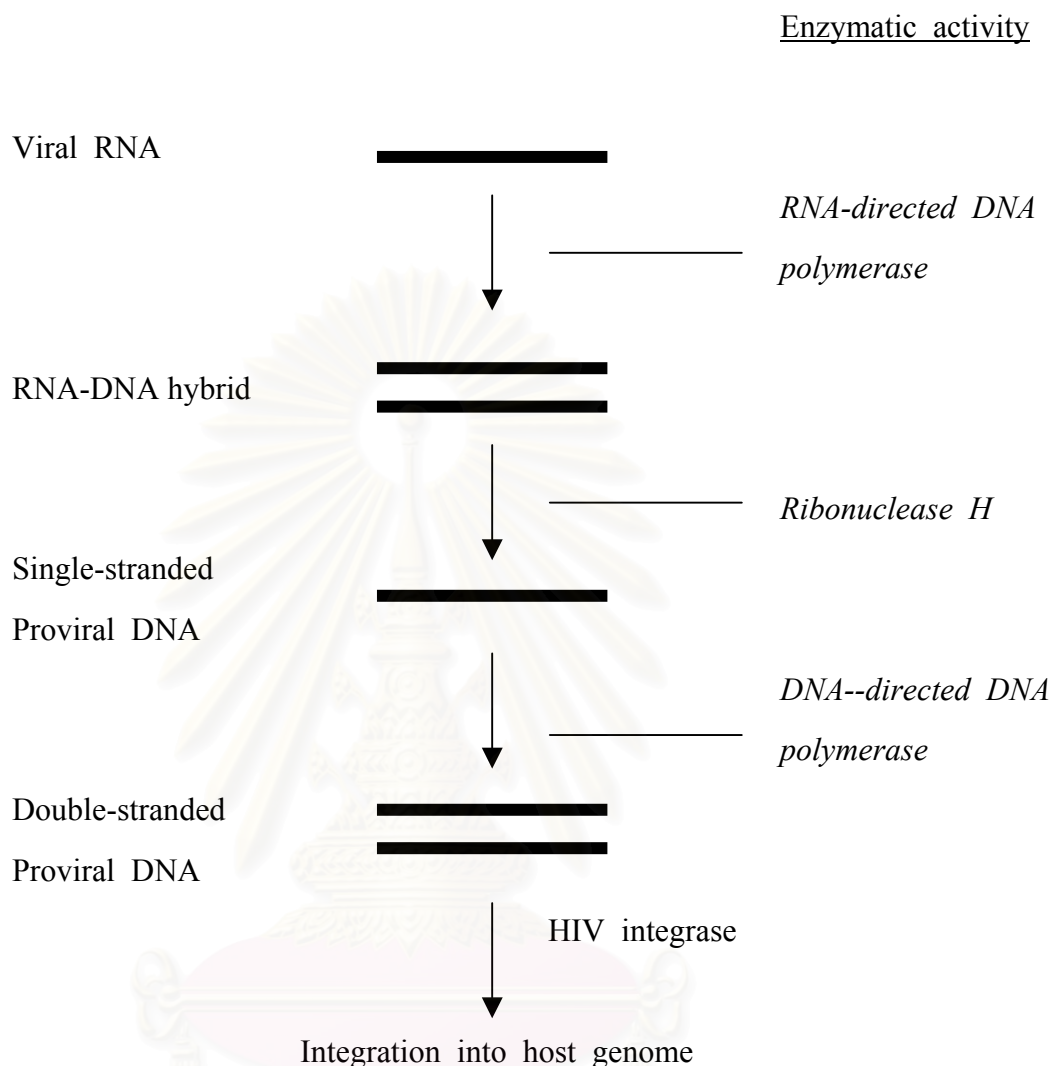 Enzymatic activity
Viral RNA
RNA-directed DNA
polymerase
RNA-DNA hybrid
Ribonuclease H
Single-stranded
Proviral DNA
DNA--directed DNA
polymerase
Double-stranded
Proviral DNA
HIV integrase
Integration into host genome